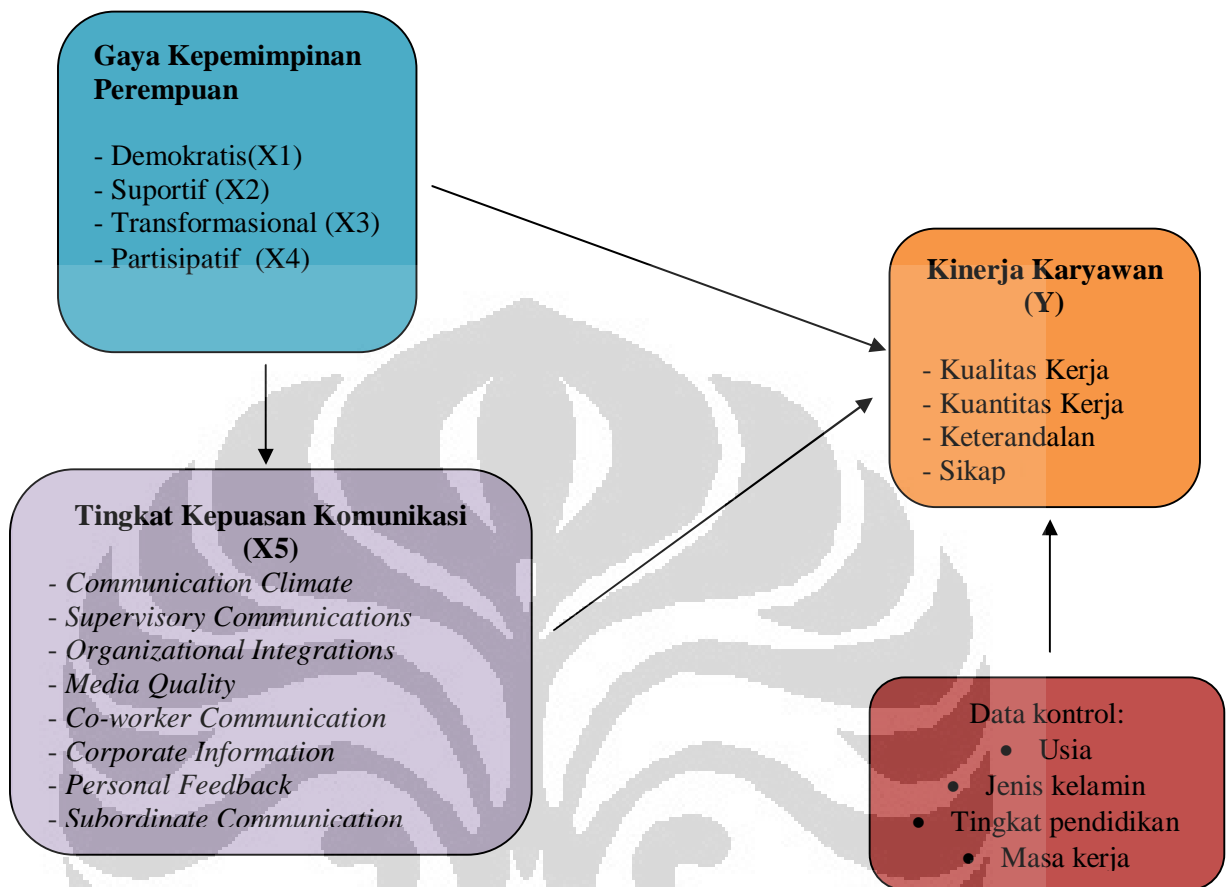 Gaya Kepemimpinan
Perempuan
- Demokratis(X1)
- Suportif (X2)
- Transformasional (X3)
- Partisipatif (X4)
Kinerja Karyawan
(Y)
- Kualitas Kerja
- Kuantitas Kerja
- Keterandalan
- Sikap
Tingkat Kepuasan Komunikasi
(X5)
- Communication Climate
- Supervisory Communications
- Organizational Integrations
- Media Quality
- Co-worker Communication
- Corporate Information
- Personal Feedback
- Subordinate Communication
Data kontrol:
• Usia
• Jenis kelamin
• Tingkat pendidikan
• Masa kerja